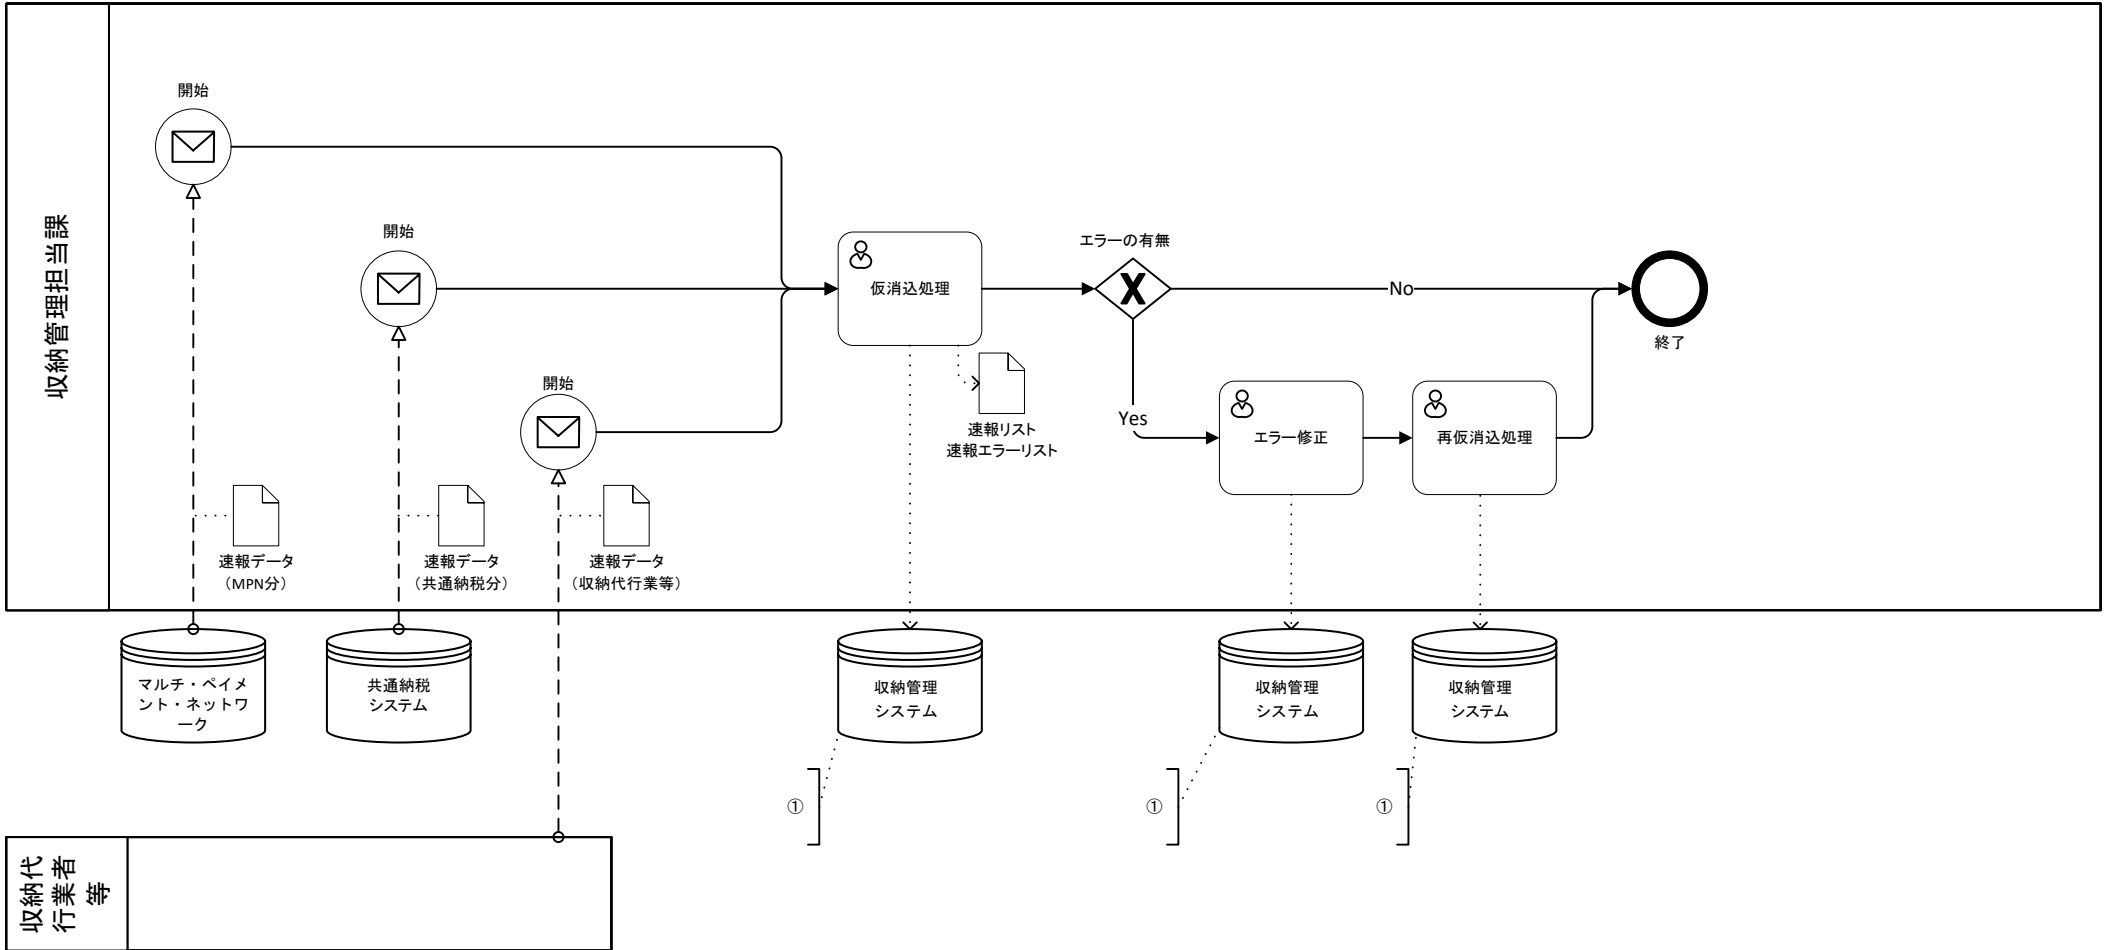 収納管理担当課
開始
開始
開始
仮消込処理
エラーの有無
No
Yes
終了
速報リスト
速報エラーリスト
エラー修正
再仮消込処理
速報データ
（MPN分）
速報データ
（共通納税分）
速報データ
（収納代行業等）
マルチ・ペイメ
ント・ネットワ
ーク
共通納税
システム
収納管理
システム
収納管理
システム
収納管理
システム
①
①
①
収納代
行業者
等